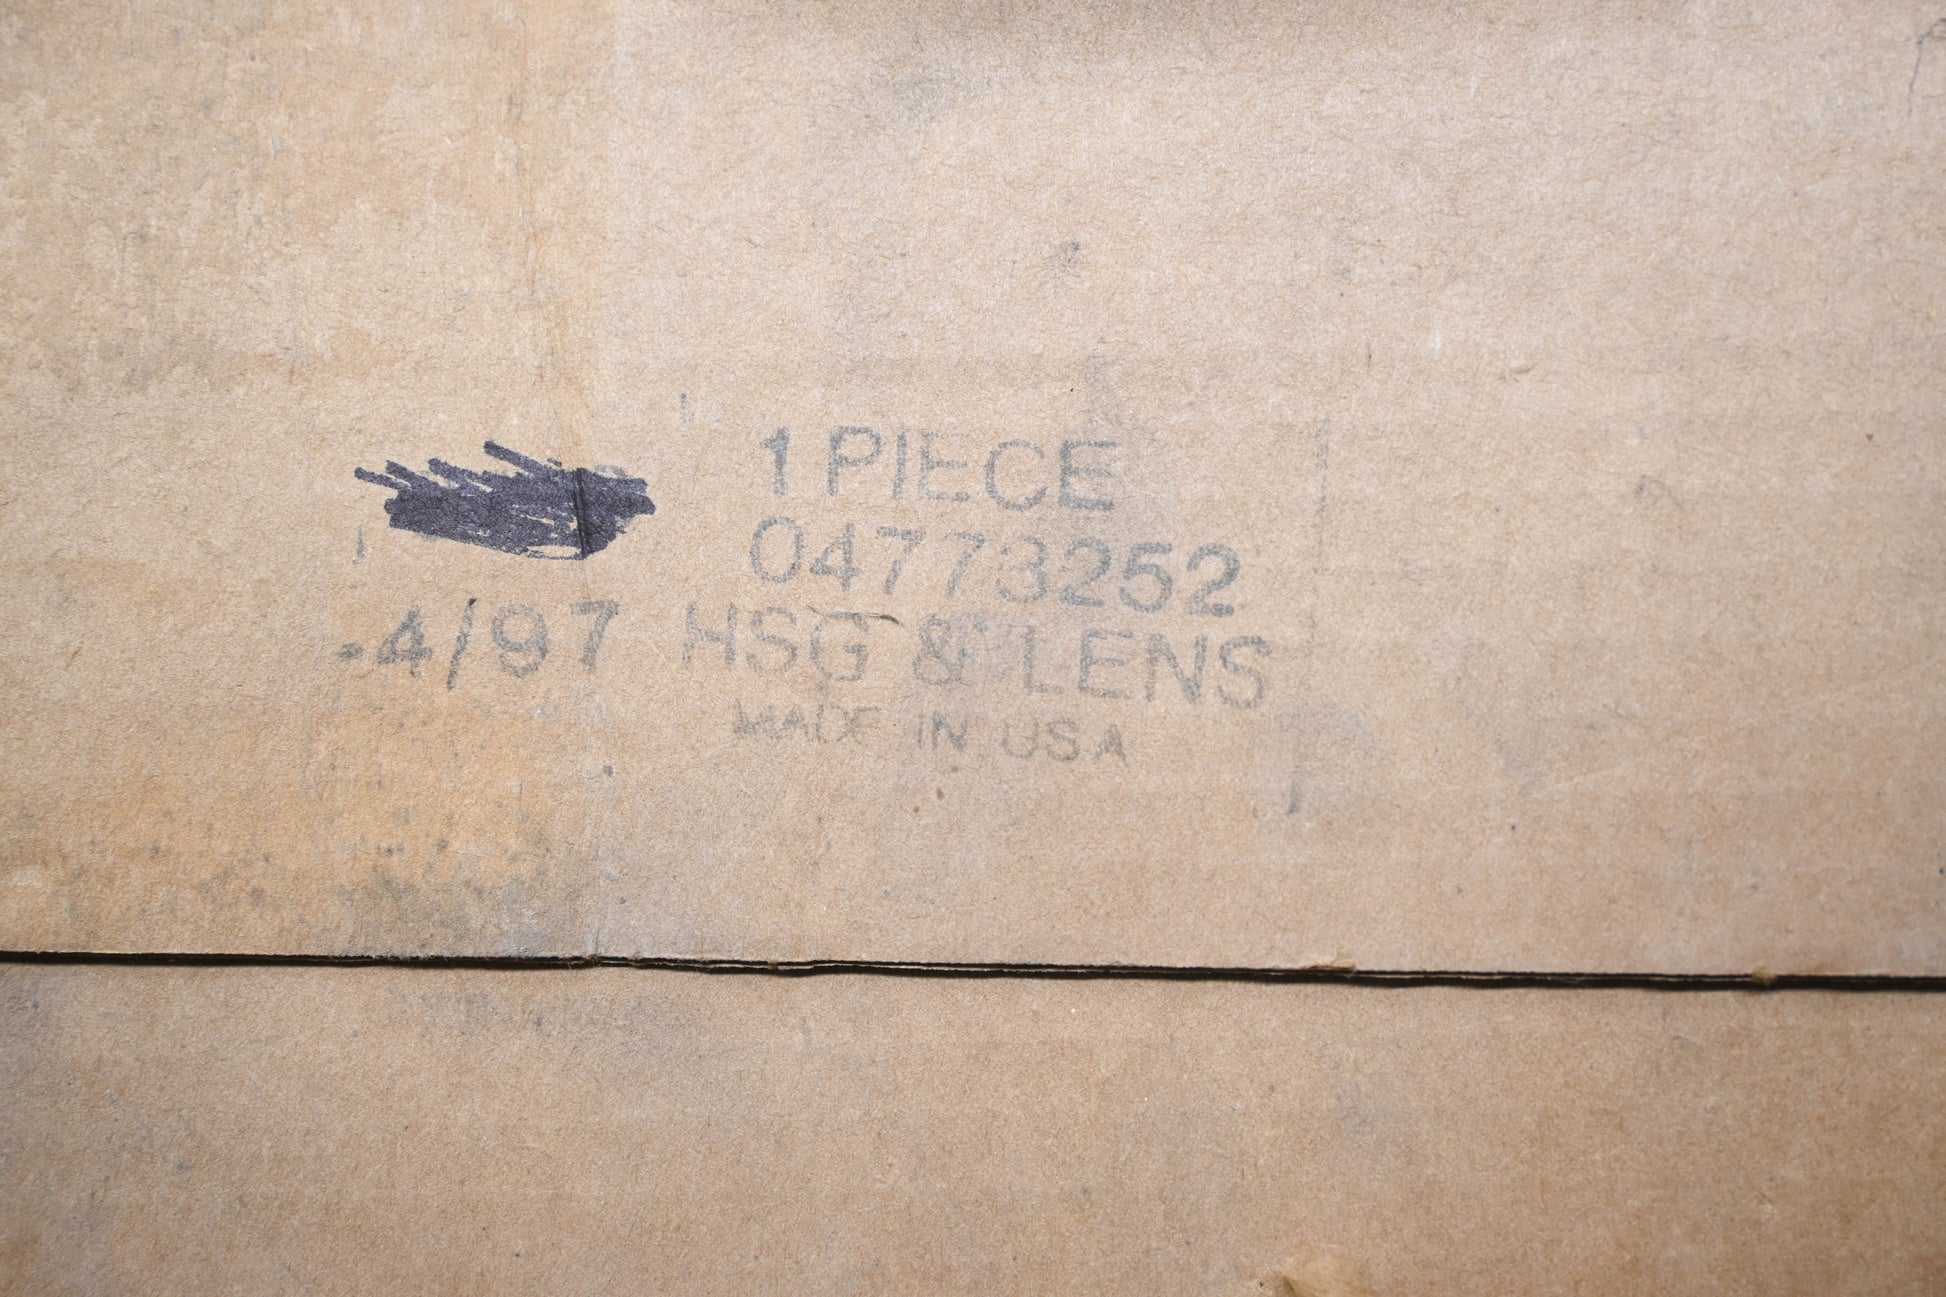 1 PIECE
04773252
-4/97 HSG & LENS
MADE IN USA